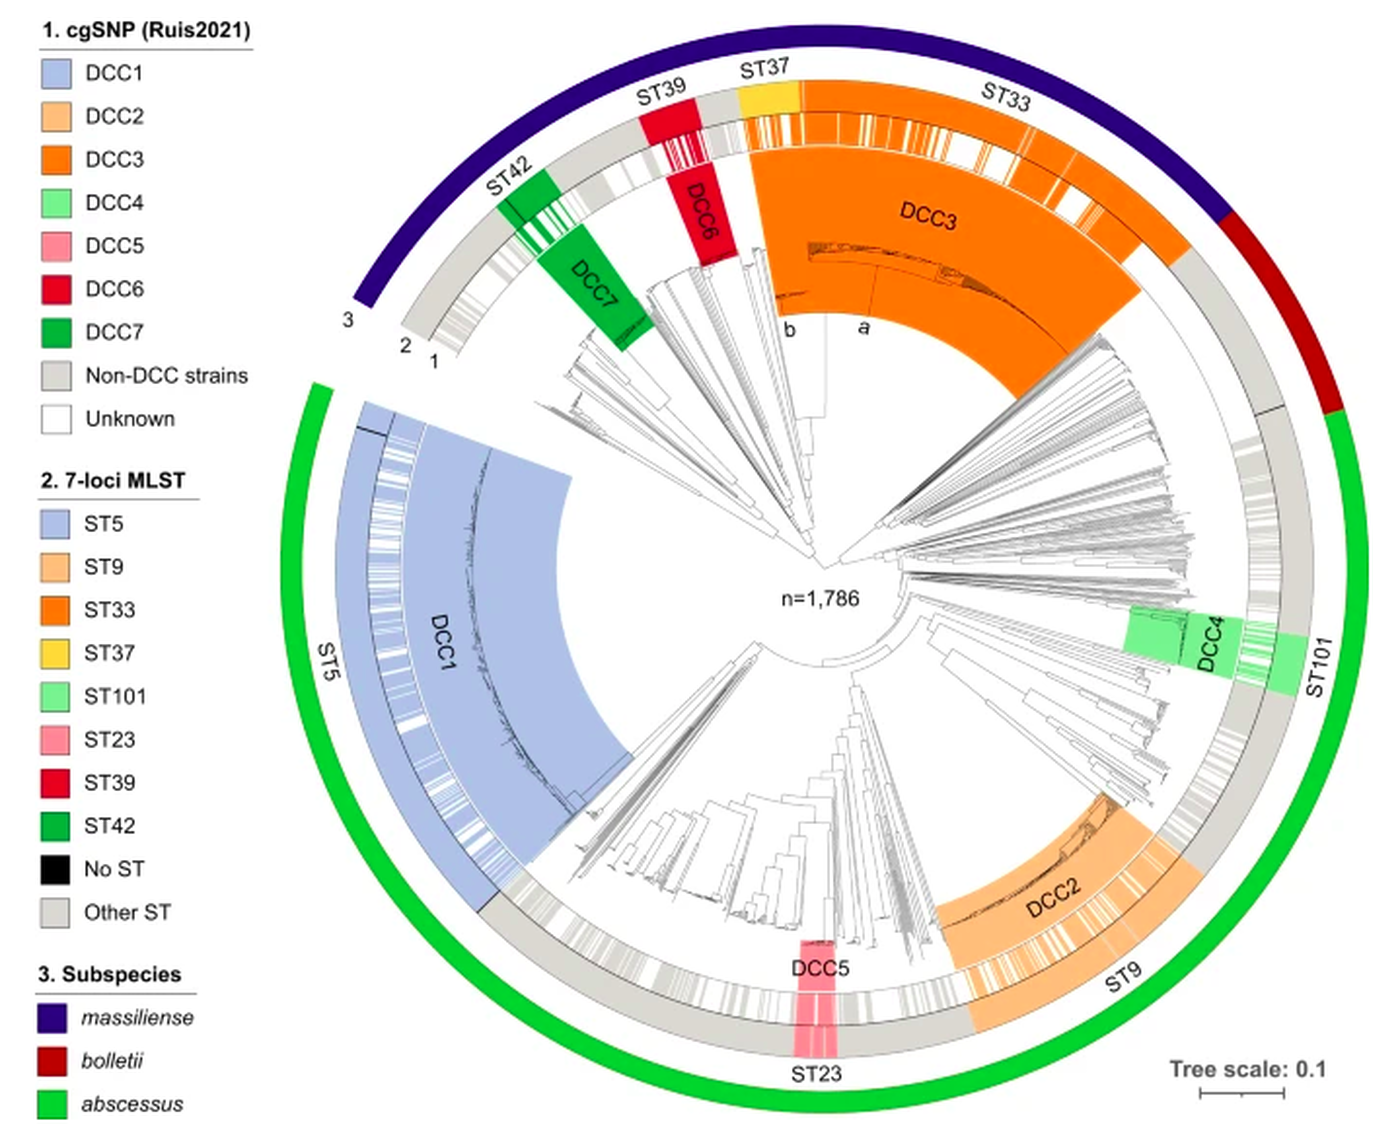 1. cgSNP (Ruis2021)
DCC1
DCC2
DCC3
DCC4
DCC5
DCC6
DCC7
Non-DCC strains
Unknown
2. 7-loci MLST
ST5
ST9
ST33
ST37
ST101
ST23
ST39
ST42
No ST
Other ST
3. Subspecies
massiliense
bolletii
abscessus
ST37
ST39
ST33
ST42
DCC6
DCC3
DCC7
3
2
1
b
a
n=1,786
DCC1
ST5
DCC4
ST101
DCC2
ST9
DCC5
ST23
Tree scale: 0.1